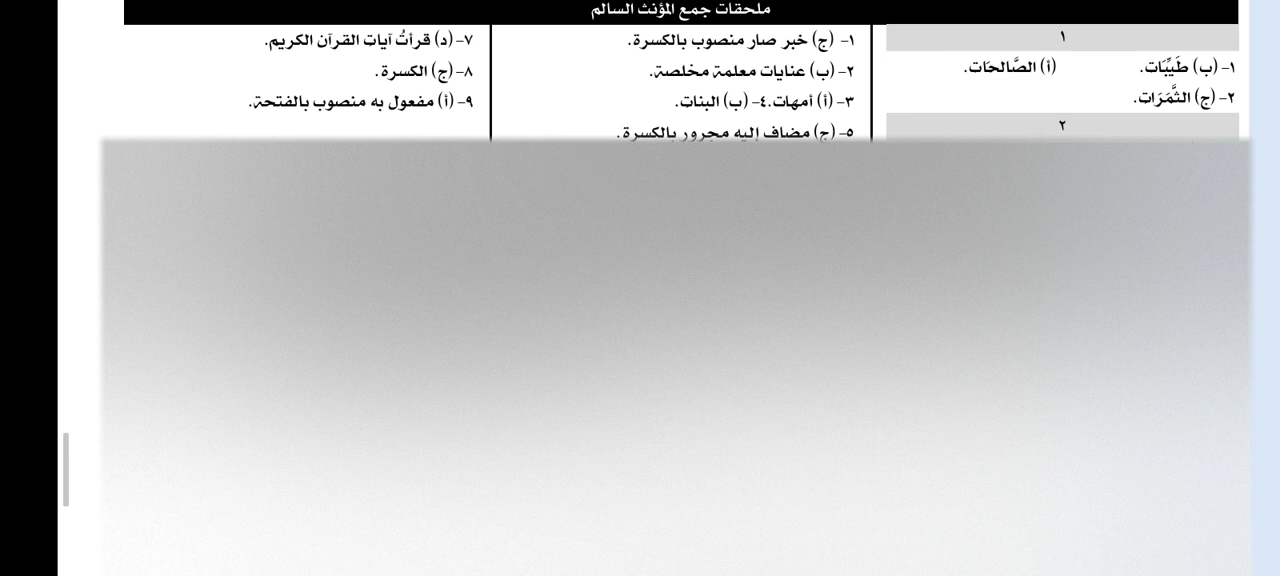 ملحقات جمع المؤنث السالم
١
١- (ب) طَيِّبَات. (أ) الصَّالحَات.
٢- (ج) الثَّمَرَات.
٢
١- (ج) خبر صار منصوب بالكسرة.
٢- (ب) عنايات معلمة مخلصة.
٣- (أ) أمهات. ٤- (ب) البنات.
٥- (ج) مضاف إليه مجرور بالكسرة.
٧- (د) قرأتُ آيات القرآن الكريم.
٨- (ج) الكسرة.
٩- (أ) مفعول به منصوب بالفتحة.